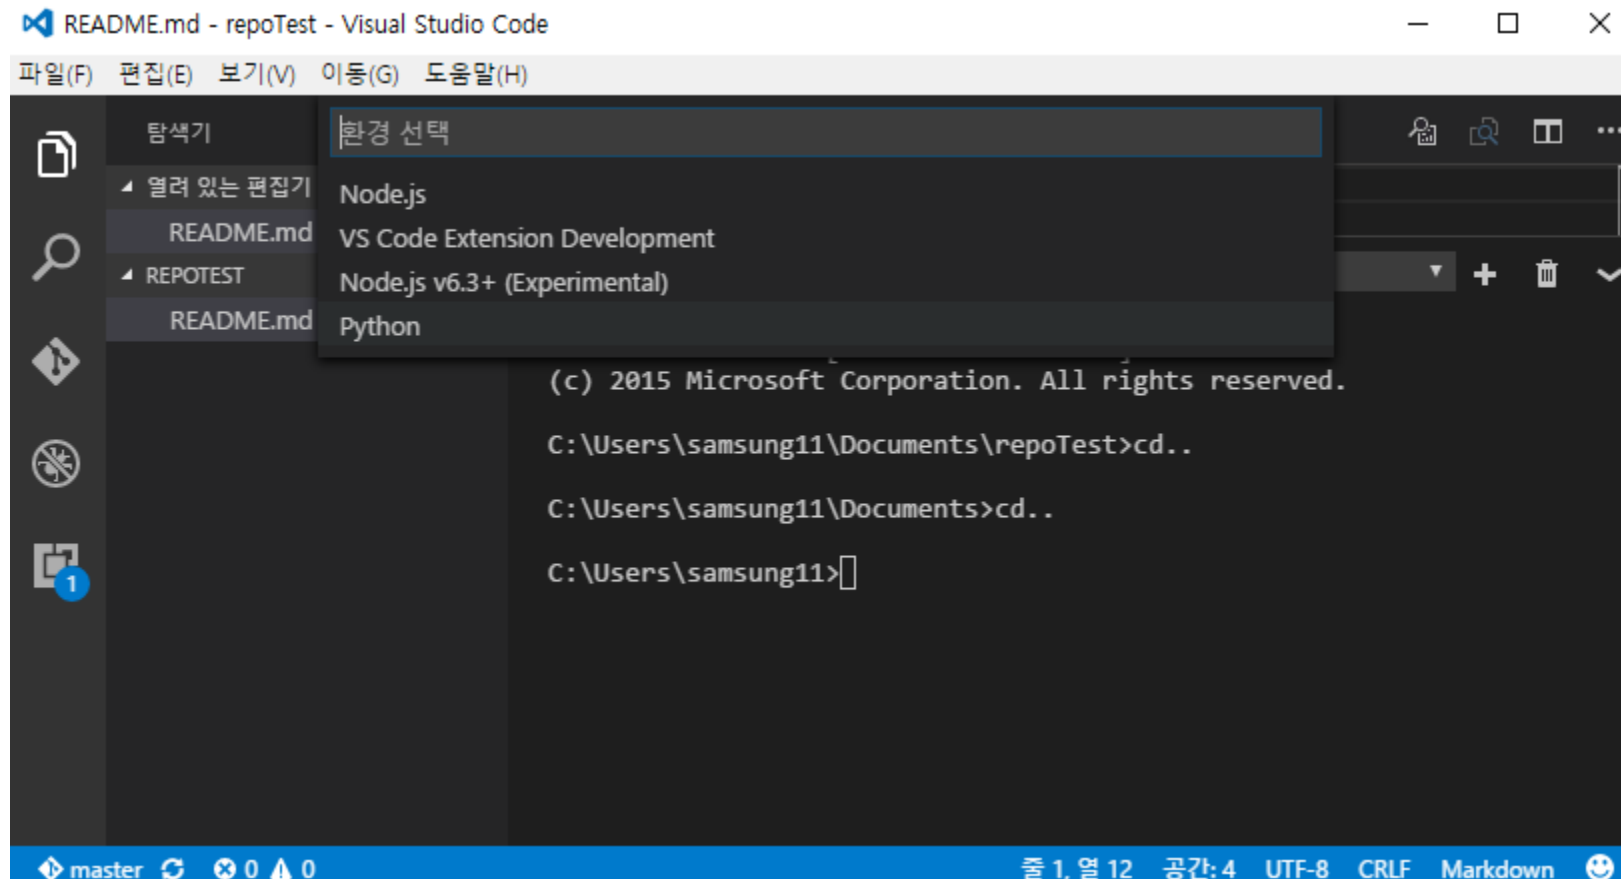 README.md - repoTest - Visual Studio Code
파일(F) 편집(E) 보기(V) 이동(G) 도움말(H)
탐색기
열려 있는 편집기
README.md
REPOTEST
README.md
환경 선택
Node.js
VS Code Extension Development
Node.js v6.3+ (Experimental)
Python
(c) 2015 Microsoft Corporation. All rights reserved.
C:\Users\samsung11\Documents\repoTest>cd..
C:\Users\samsung11\Documents>cd..
C:\Users\samsung11>
1
master 0 0 줄 1, 열 12 공간: 4 UTF-8 CRLF Markdown